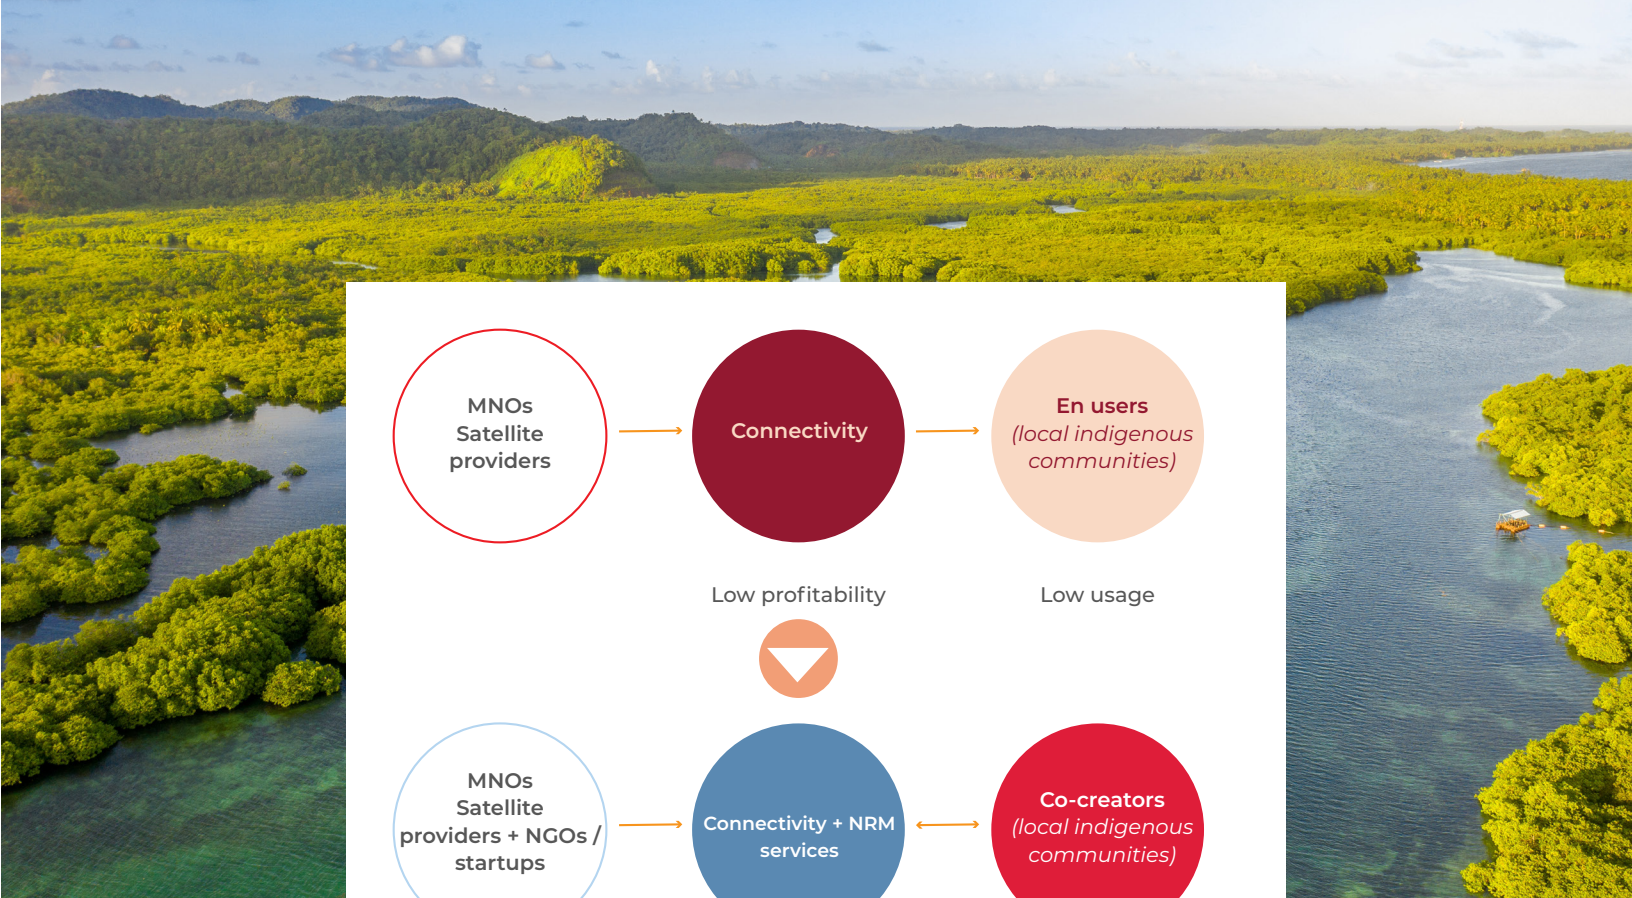 MNOs
Satellite
providers
Connectivity
En users
(local indigenous
communities)
Low profitability
Low usage
MNOs
Satellite
providers + NGOs /
startups
Connectivity + NRM
services
Co-creators
(local indigenous
communities)